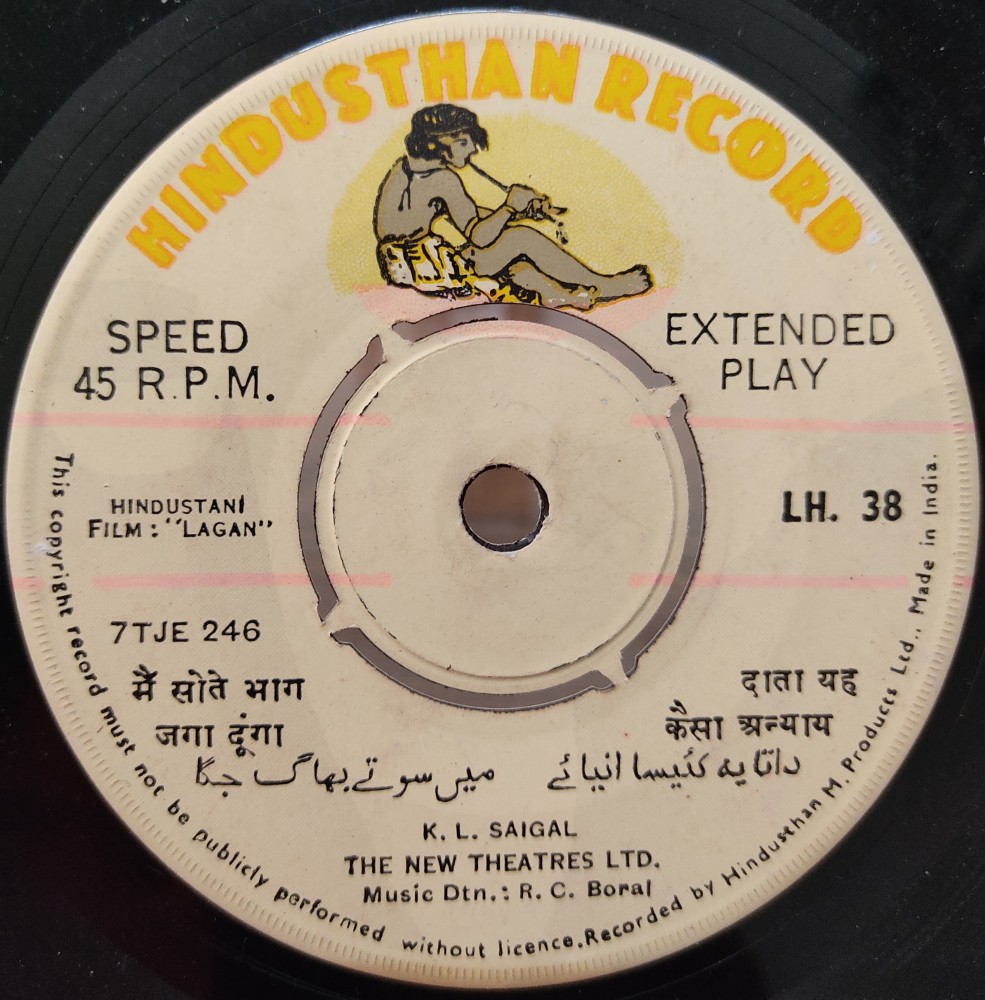 HINDUSTHAN RECORD
SPEED
45 R.P.M.
EXTENDED
PLAY
HINDUSTANI
FILM : "LAGAN"
LH. 38
7TJE 246
मैं सोते भाग
जगा दूंगा
दाता यह
कैसा अन्याय
داتا یہ کئیسا انیائے
میں سوتے بھاگ جگا
K. L. SAIGAL
THE NEW THEATRES LTD.
Music Dtn.: R. C. Boral
This copyright record must not be publicly performed without licence. Recorded by Hindusthan M. Products Ltd., Made in India.